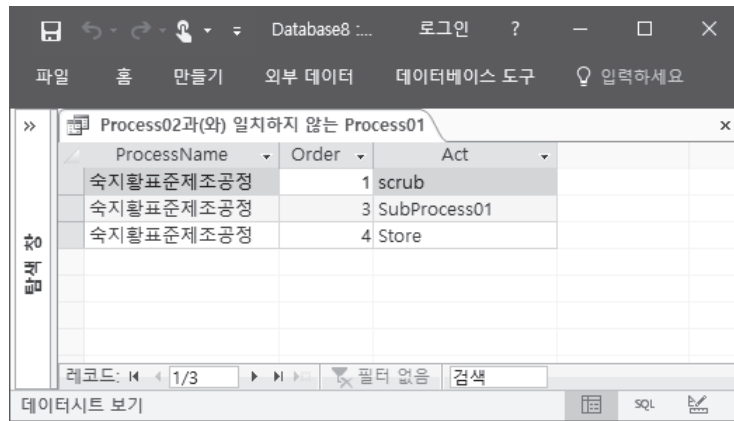 Database8 :... 로그인 ?
파일 홈 만들기 외부 데이터 데이터베이스 도구 입력하세요
» Process02과(와) 일치하지 않는 Process01 x
ProcessName Order Act
숙지황표준제조공정 1 scrub
숙지황표준제조공정 3 SubProcess01
숙지황표준제조공정 4 Store
탐색 창
레코드: 1/3 필터 없음 검색
데이터시트 보기 SQL